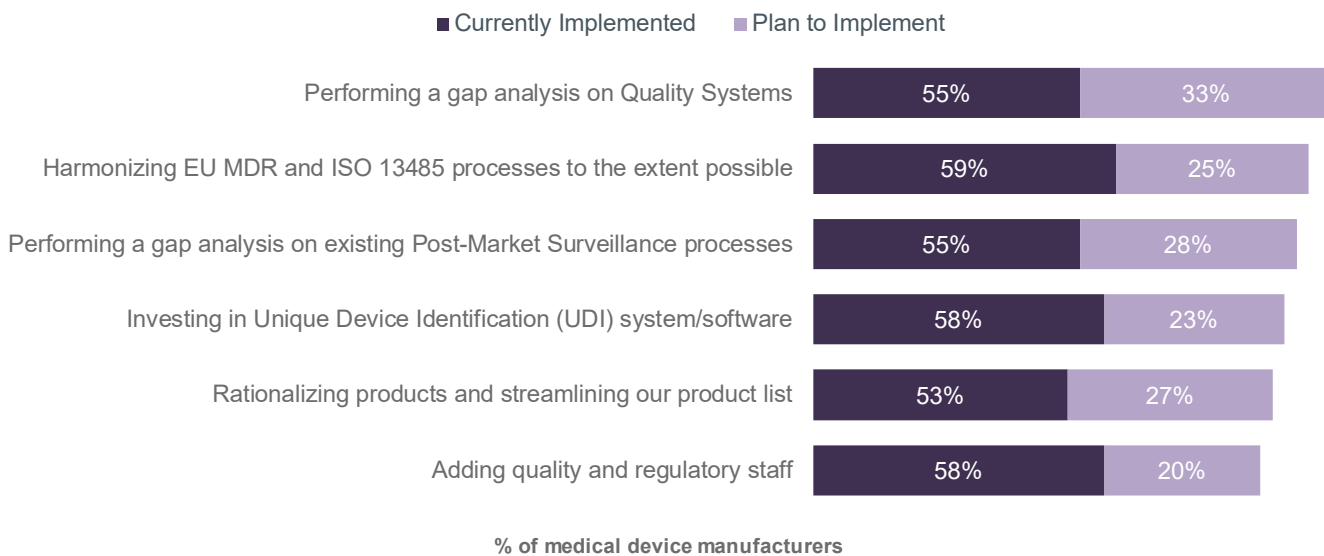 Currently Implemented Plan to Implement
Performing a gap analysis on Quality Systems 55% 33%
Harmonizing EU MDR and ISO 13485 processes to the extent possible 59% 25%
Performing a gap analysis on existing Post-Market Surveillance processes 55% 28%
Investing in Unique Device Identification (UDI) system/software 58% 23%
Rationalizing products and streamlining our product list 53% 27%
Adding quality and regulatory staff 58% 20%
% of medical device manufacturers